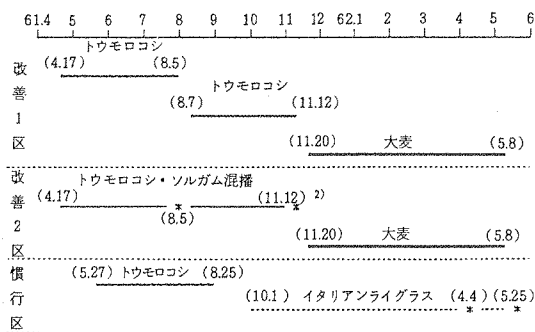 61.4 5 6 7 8 9 10 11 12 62.1 2 3 4 5 6
トウモロコシ
(4.17) (8.5)
トウモロコシ
(8.7) (11.12)
(11.20) 大麦 (5.8)
改善1区
トウモロコシ・ソルガム混播
(4.17) (11.12) 2)
* *
(8.5)
(11.20) 大麦 (5.8)
改善2区
(5.27) トウモロコシ (8.25)
(10.1) イタリアンライグラス (4.4) (5.25)
* *
慣行区